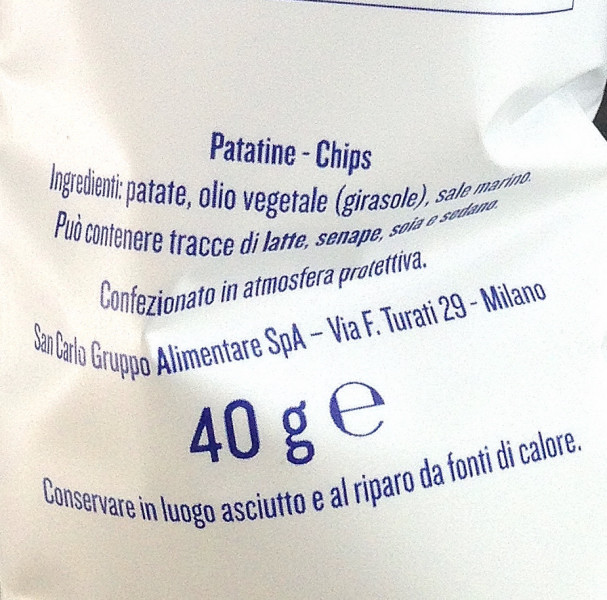 Patatine - Chips
Ingredienti: patate, olio vegetale (girasole), sale marino.
Può contenere tracce di latte, senape, soia e sedano.
Confezionato in atmosfera protettiva.
San Carlo Gruppo Alimentare SpA – Via F. Turati 29 - Milano
40 g ℮
Conservare in luogo asciutto e al riparo da fonti di calore.